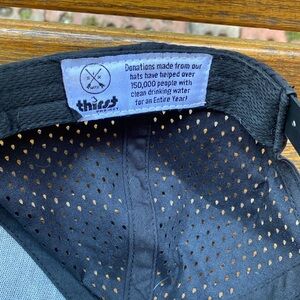 Donations made from our
hats have helped over
150,000 people with
clean drinking water
for an Entire Year!
thirst
PROJECT